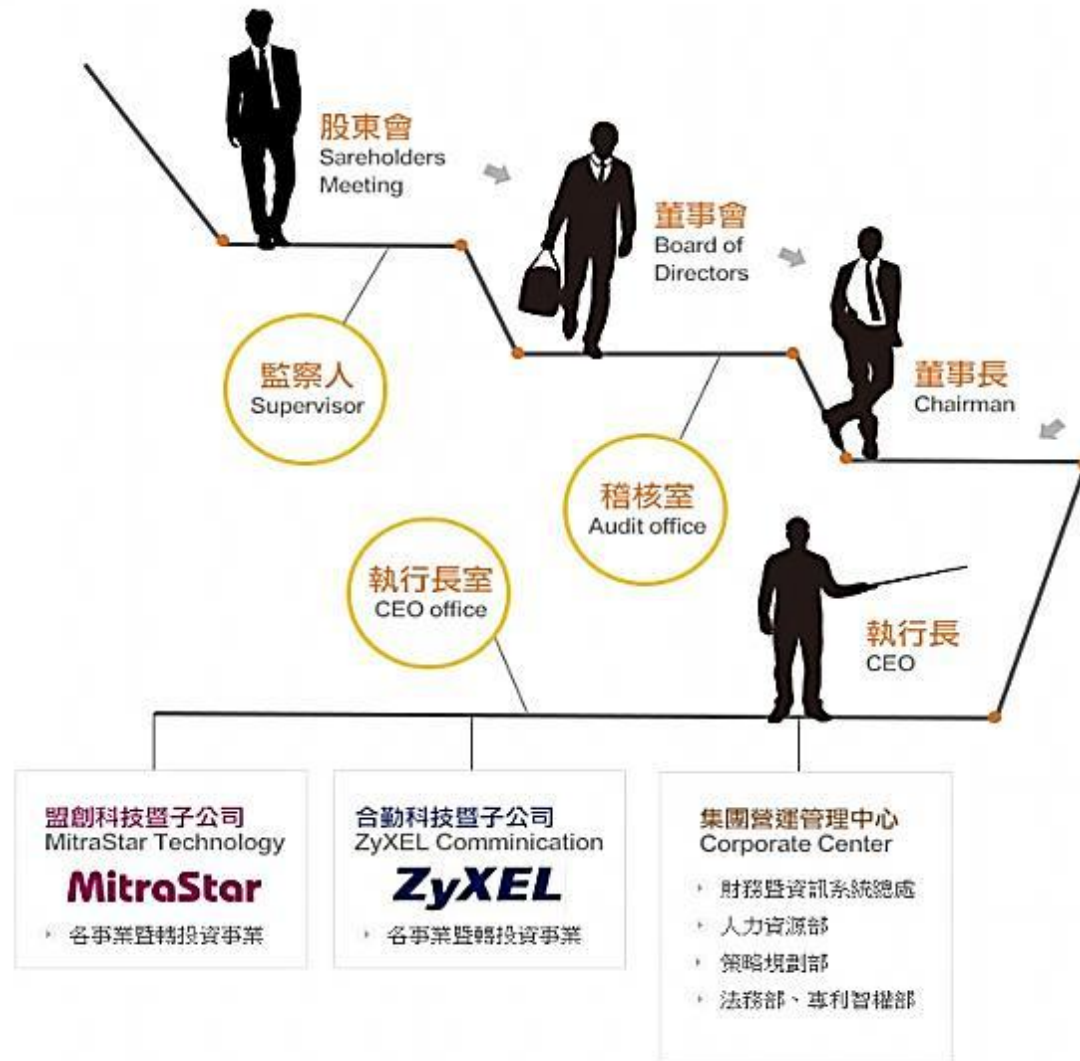 股東會
Sareholders
Meeting
董事會
Board of
Directors
董事長
Chairman
監察人
Supervisor
稽核室
Audit office
執行長室
CEO office
執行長
CEO
盟創科技暨子公司
MitraStar Technology
MitraStar
各事業暨轉投資事業
合勤科技暨子公司
ZyXEL Comminication
ZyXEL
各事業暨轉投資事業
集團營運管理中心
Corporate Center
財務暨資訊系統總處
人力資源部
策略規劃部
法務部、專利智權部